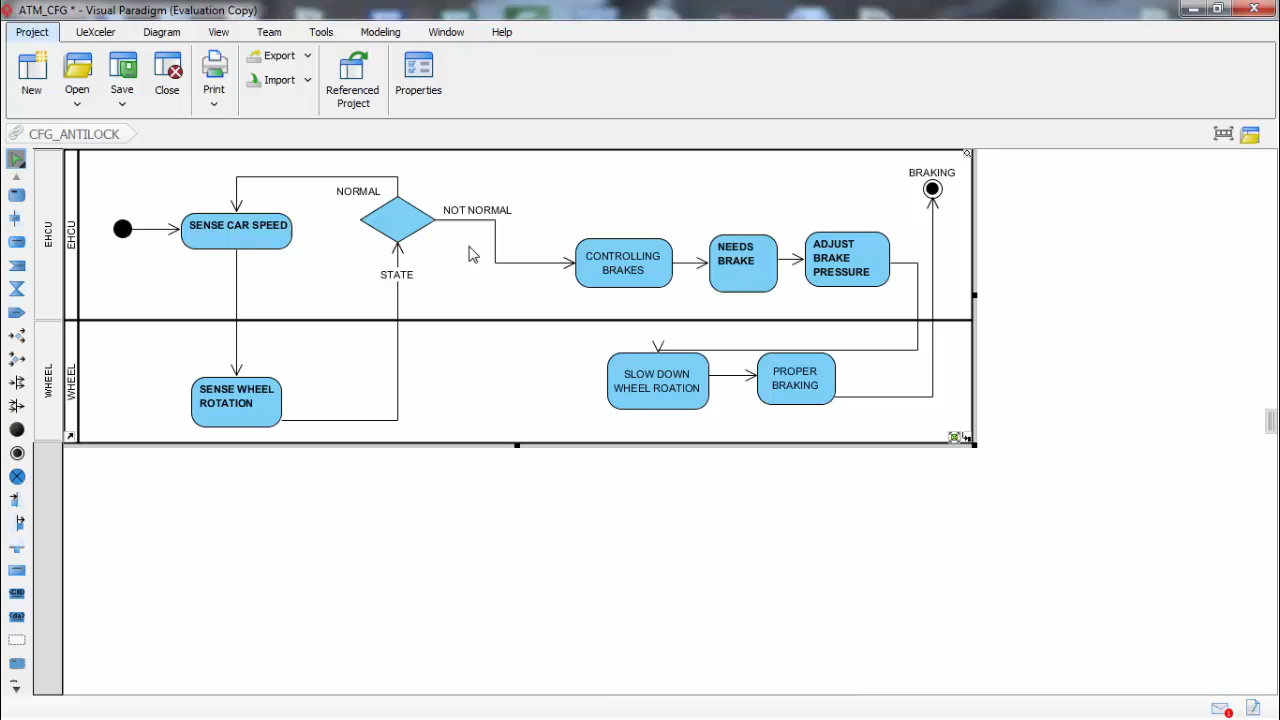 ATM_CFG * - Visual Paradigm (Evaluation Copy)
Project UeXceler Diagram View Team Tools Modeling Window Help
New
Open
Save
Close
Print
Export
Import
Referenced
Project
Properties
CFG_ANTILOCK
EHCU
EHCU
SENSE CAR SPEED
NORMAL
NOT NORMAL
STATE
CONTROLLING
BRAKES
NEEDS
BRAKE
ADJUST
BRAKE
PRESSURE
BRAKING
WHEEL
WHEEL
SENSE WHEEL
ROTATION
SLOW DOWN
WHEEL ROATION
PROPER
BRAKING